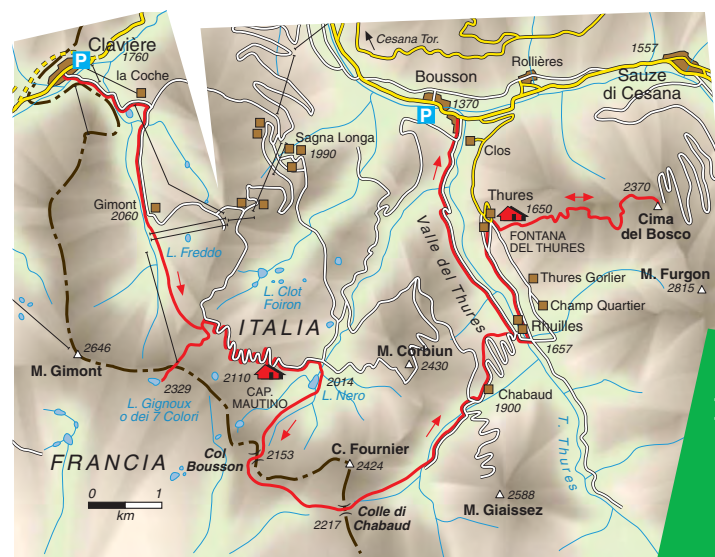 Cesana Tor.
Clavière
1760
P
la Coche
Rollières
1557
Bousson
1370
Sauze
di Cesana
P
Clos
Sagna Longa
1990
Gimont
2060
Thures
1650
2370
Cima
del Bosco
FONTANA
DEL THURES
L. Freddo
Valle del Thures
L. Clot
Foiron
Thures Gorlier
M. Furgon
2815
Champ Quartier
ITALIA
Rhuilles
1657
2646
M. Gimont
M. Corbiun
2430
2110
CAP.
MAUTINO
2014
L. Nero
2329
L. Gignoux
o dei 7 Colori
Chabaud
1900
T. Thures
Col
Bousson
2153
C. Fournier
2424
FRANCIA
2588
M. Giaissez
0 1
km
Colle di
Chabaud
2217